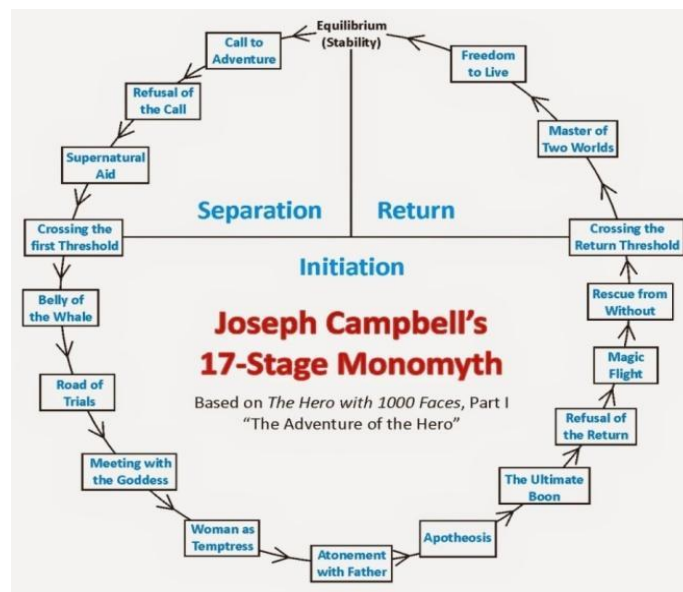 Equilibrium
(Stability)
Call to
Adventure
Refusal
of the Call
Supernatural
Aid
Crossing the
first Threshold
Belly of
the Whale
Road of
Trials
Meeting with
the Goddess
Woman as
Temptress
Atonement
with Father
Apotheosis
The Ultimate
Boon
Refusal of
the Return
Magic
Flight
Rescue from
Without
Crossing the
Return Threshold
Master of
Two Worlds
Freedom
to Live
Separation
Return
Initiation
Joseph Campbell's
17-Stage Monomyth
Based on The Hero with 1000 Faces, Part I
"The Adventure of the Hero"